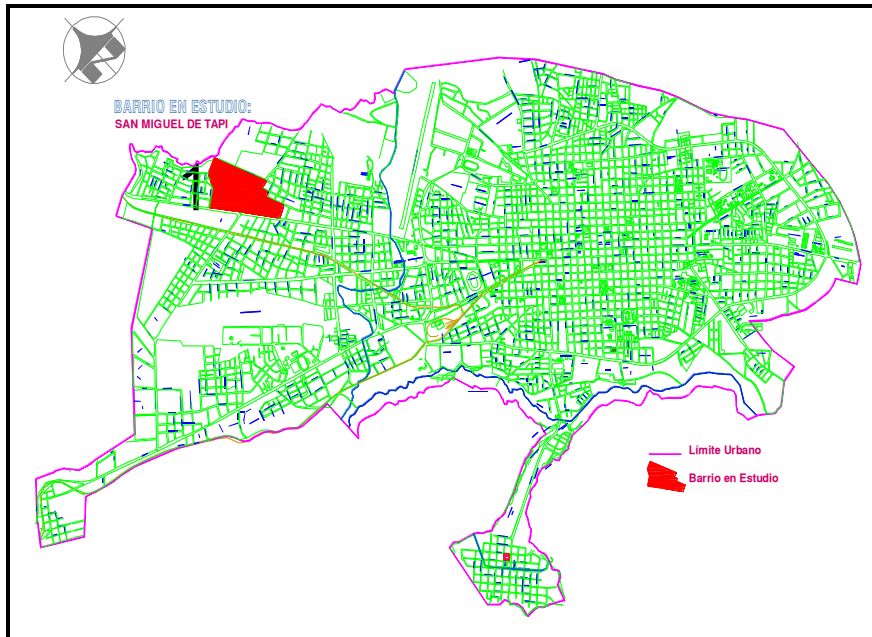 BARRIO EN ESTUDIO:
SAN MIGUEL DE TAPI
Límite Urbano
Barrio en Estudio